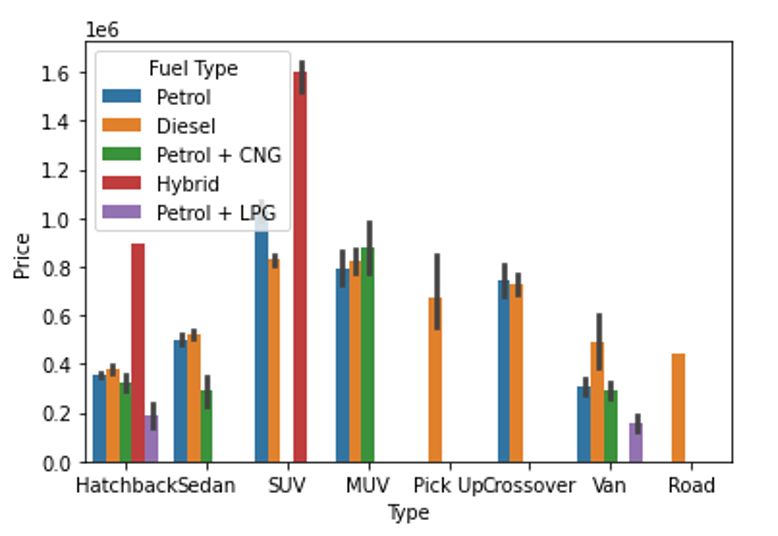 1e6
Fuel Type
Petrol
Diesel
Petrol + CNG
Hybrid
Petrol + LPG
1.6
1.4
1.2
1.0
0.8
0.6
0.4
0.2
0.0
Price
Hatchback Sedan SUV MUV Pick Up Crossover Van Road
Type